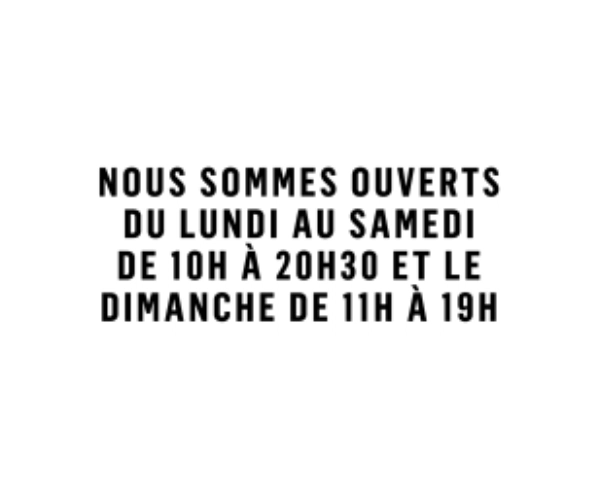 NOUS SOMMES OUVERTS
DU LUNDI AU SAMEDI
DE 10H À 20H30 ET LE
DIMANCHE DE 11H À 19H